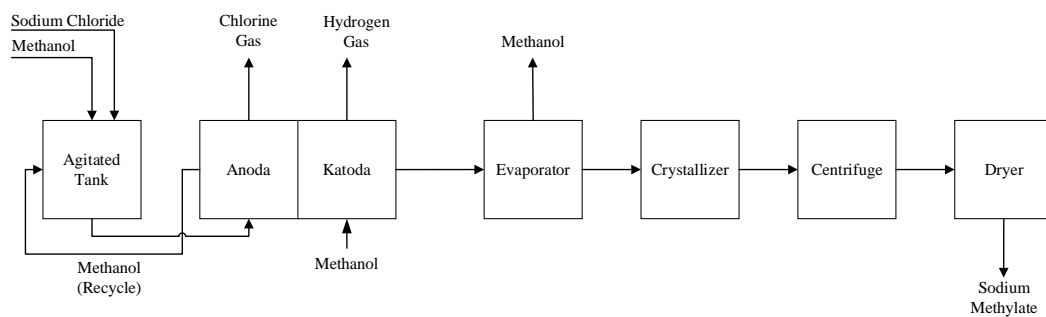 Sodium Chloride
Methanol
Chlorine
Gas
Hydrogen
Gas
Methanol
Agitated
Tank
Anoda
Katoda
Evaporator
Crystallizer
Centrifuge
Dryer
Methanol
(Recycle)
Methanol
Sodium
Methylate